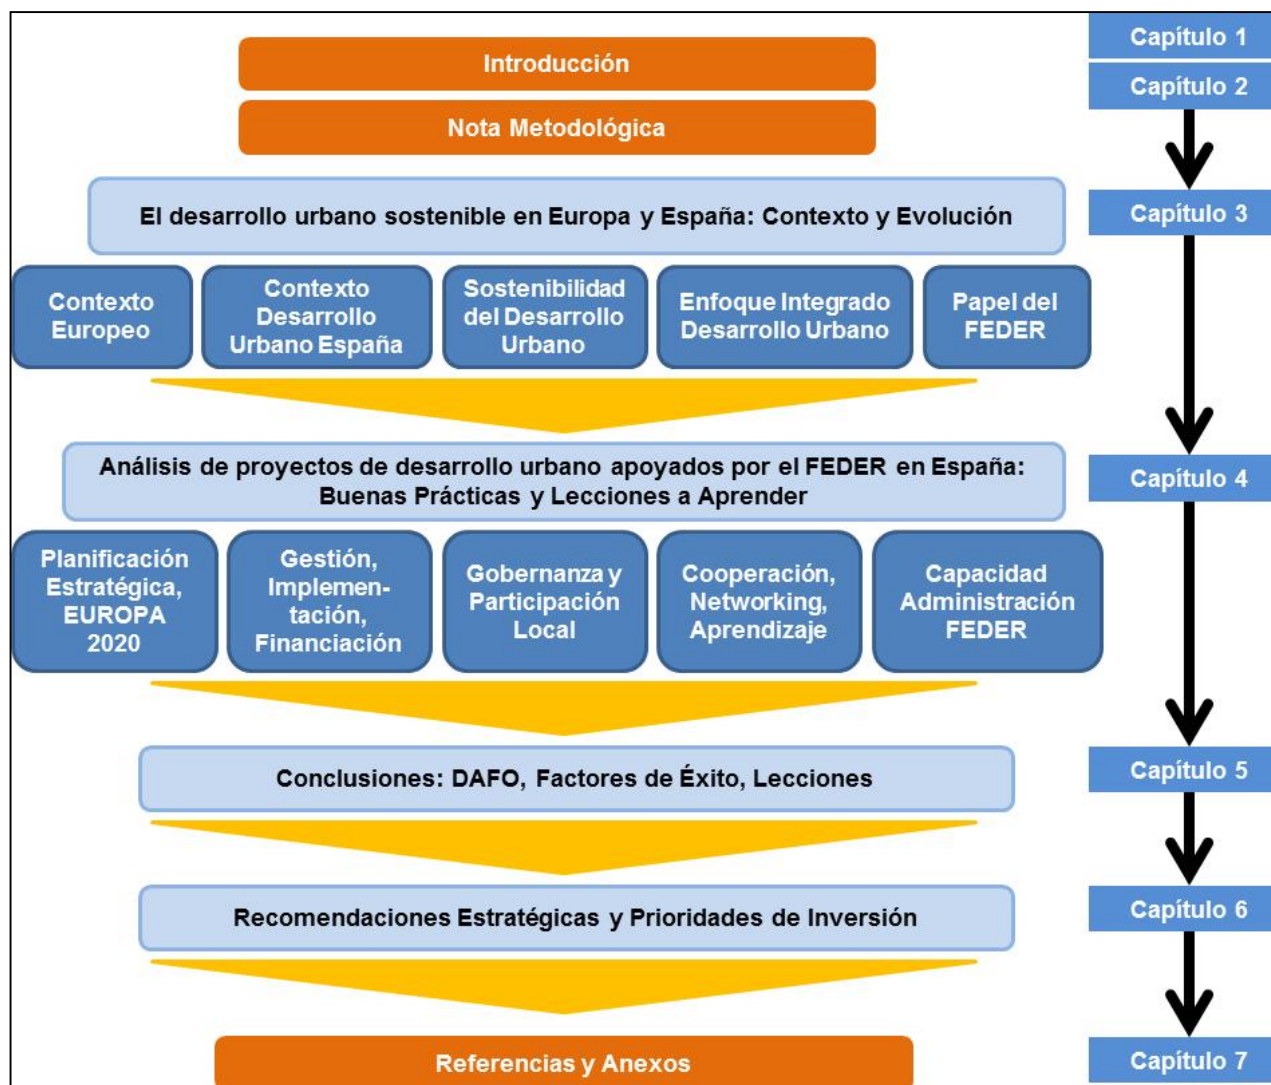 Introducción
Capítulo 1
Nota Metodológica
Capítulo 2
El desarrollo urbano sostenible en Europa y España: Contexto y Evolución
Capítulo 3
Contexto
Europeo
Contexto
Desarrollo
Urbano España
Sostenibilidad
del Desarrollo
Urbano
Enfoque Integrado
Desarrollo Urbano
Papel del
FEDER
Análisis de proyectos de desarrollo urbano apoyados por el FEDER en España:
Buenas Prácticas y Lecciones a Aprender
Capítulo 4
Planificación
Estratégica,
EUROPA
2020
Gestión,
Implemen-
tación,
Financiación
Gobernanza y
Participación
Local
Cooperación,
Networking,
Aprendizaje
Capacidad
Administración
FEDER
Conclusiones: DAFO, Factores de Éxito, Lecciones
Capítulo 5
Recomendaciones Estratégicas y Prioridades de Inversión
Capítulo 6
Referencias y Anexos
Capítulo 7